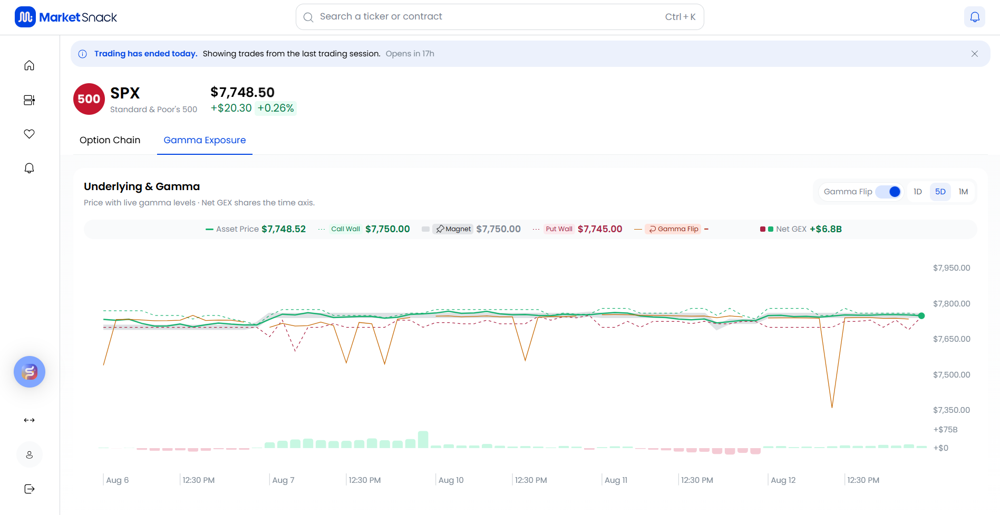 MarketSnack
Search a ticker or contract
Ctrl + K
Trading has ended today. Showing trades from the last trading session. Opens in 17h
500
SPX
Standard & Poor's 500
$7,748.50
+$20.30 +0.26%
Option Chain
Gamma Exposure
Underlying & Gamma
Price with live gamma levels · Net GEX shares the time axis.
Gamma Flip
1D
5D
1M
Asset Price $7,748.52
Call Wall $7,750.00
Magnet $7,750.00
Put Wall $7,745.00
Gamma Flip –
Net GEX +$6.8B
$7,950.00
$7,800.00
$7,650.00
$7,500.00
$7,350.00
+$75B
+$0
Aug 6
12:30 PM
Aug 7
12:30 PM
Aug 10
12:30 PM
Aug 11
12:30 PM
Aug 12
12:30 PM